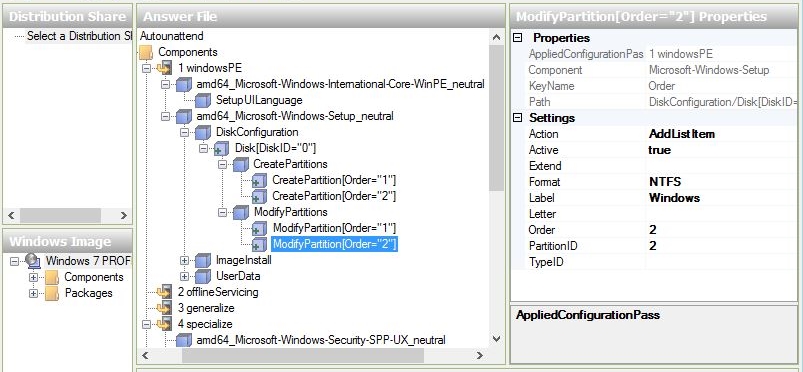 Distribution Share
Select a Distribution Sh
Windows Image
Windows 7 PROF
Components
Packages
Answer File
Autounattend
Components
1 windowsPE
amd64_Microsoft-Windows-International-Core-WinPE_neutral
SetupUILanguage
amd64_Microsoft-Windows-Setup_neutral
DiskConfiguration
Disk[DiskID="0"]
CreatePartitions
CreatePartition[Order="1"]
CreatePartition[Order="2"]
ModifyPartitions
ModifyPartition[Order="1"]
ModifyPartition[Order="2"]
ImageInstall
UserData
2 offlineServicing
3 generalize
4 specialize
amd64_Microsoft-Windows-Security-SPP-UX_neutral
ModifyPartition[Order="2"] Properties
Properties
AppliedConfigurationPas 1 windowsPE
Component Microsoft-Windows-Setup
KeyName Order
Path DiskConfiguration/Disk[DiskID=
Settings
Action AddListItem
Active true
Extend
Format NTFS
Label Windows
Letter
Order 2
PartitionID 2
TypeID
AppliedConfigurationPass